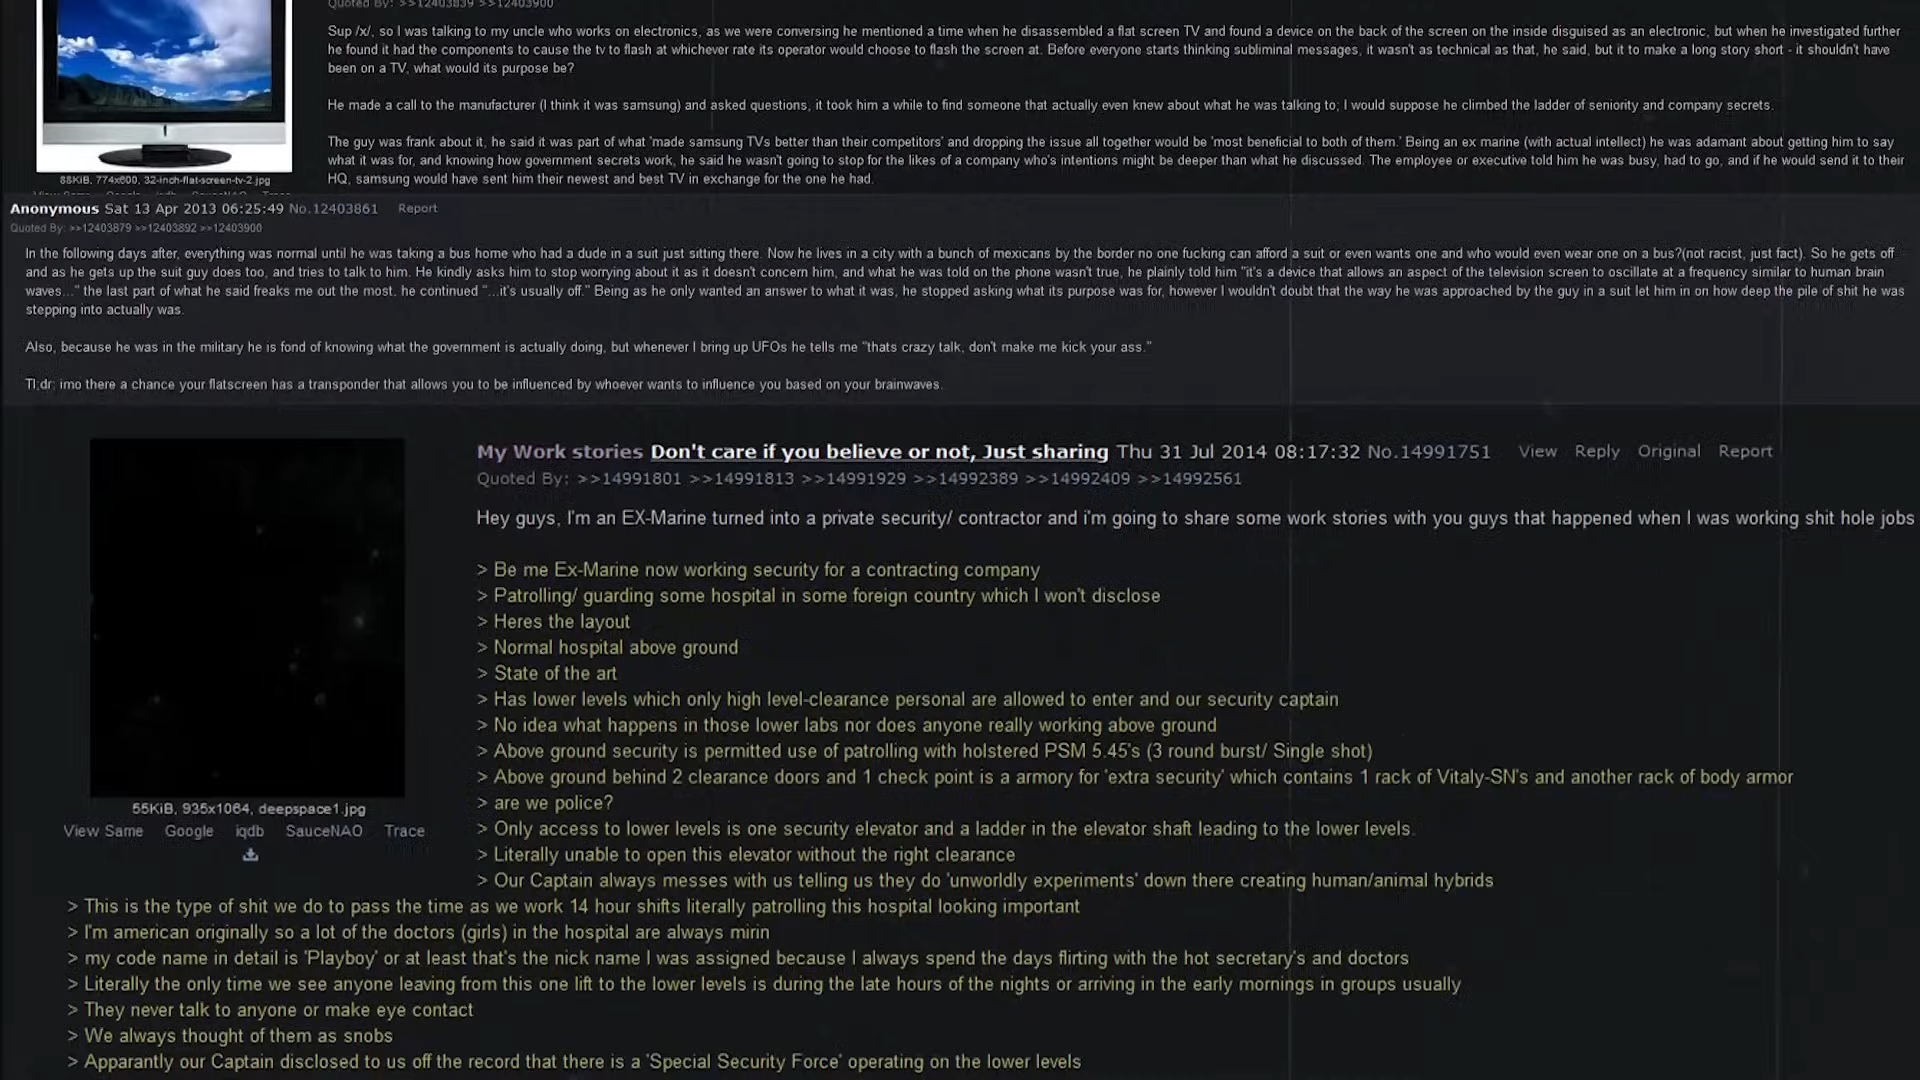 Quoted By: >>12403839 >>12403900
Sup /x/, so I was talking to my uncle who works on electronics, as we were conversing he mentioned a time when he disassembled a flat screen TV and found a device on the back of the screen on the inside disguised as an electronic, but when he investigated further
he found it had the components to cause the tv to flash at whichever rate its operator would choose to flash the screen at. Before everyone starts thinking subliminal messages, it wasn't as technical as that, he said, but it to make a long story short - it shouldn't have
been on a TV, what would its purpose be?
He made a call to the manufacturer (I think it was samsung) and asked questions, it took him a while to find someone that actually even knew about what he was talking to; I would suppose he climbed the ladder of seniority and company secrets.
The guy was frank about it, he said it was part of what 'made samsung TVs better than their competitors' and dropping the issue all together would be 'most beneficial to both of them.' Being an ex marine (with actual intellect) he was adamant about getting him to say
what it was for, and knowing how government secrets work, he said he wasn't going to stop for the likes of a company who's intentions might be deeper than what he discussed. The employee or executive told him he was busy, had to go, and if he would send it to their
HQ, samsung would have sent him their newest and best TV in exchange for the one he had.
88KiB, 774x600, 32-inch-flat-screen-tv-2.jpg
Anonymous Sat 13 Apr 2013 06:25:49 No.12403861 Report
Quoted By: >>12403879 >>12403892 >>12403900
In the following days after, everything was normal until he was taking a bus home who had a dude in a suit just sitting there. Now he lives in a city with a bunch of mexicans by the border no one fucking can afford a suit or even wants one and who would even wear one on a bus?(not racist, just fact). So he gets off
and as he gets up the suit guy does too, and tries to talk to him. He kindly asks him to stop worrying about it as it doesn't concern him, and what he was told on the phone wasn't true, he plainly told him "it's a device that allows an aspect of the television screen to oscillate at a frequency similar to human brain
waves..." the last part of what he said freaks me out the most. he continued "...it's usually off." Being as he only wanted an answer to what it was, he stopped asking what its purpose was for, however I wouldn't doubt that the way he was approached by the guy in a suit let him in on how deep the pile of shit he was
stepping into actually was.
Also, because he was in the military he is fond of knowing what the government is actually doing, but whenever I bring up UFOs he tells me "thats crazy talk, don't make me kick your ass."
Tl;dr: imo there a chance your flatscreen has a transponder that allows you to be influenced by whoever wants to influence you based on your brainwaves.
My Work stories Don't care if you believe or not, Just sharing Thu 31 Jul 2014 08:17:32 No.14991751 View Reply Original Report
Quoted By: >>14991801 >>14991813 >>14991929 >>14992389 >>14992409 >>14992561
Hey guys, I'm an EX-Marine turned into a private security/ contractor and i'm going to share some work stories with you guys that happened when I was working shit hole jobs
> Be me Ex-Marine now working security for a contracting company
> Patrolling/ guarding some hospital in some foreign country which I won't disclose
> Heres the layout
> Normal hospital above ground
> State of the art
> Has lower levels which only high level-clearance personal are allowed to enter and our security captain
> No idea what happens in those lower labs nor does anyone really working above ground
> Above ground security is permitted use of patrolling with holstered PSM 5.45's (3 round burst/ Single shot)
> Above ground behind 2 clearance doors and 1 check point is a armory for 'extra security' which contains 1 rack of Vitaly-SN's and another rack of body armor
> are we police?
> Only access to lower levels is one security elevator and a ladder in the elevator shaft leading to the lower levels.
> Literally unable to open this elevator without the right clearance
> Our Captain always messes with us telling us they do 'unworldly experiments' down there creating human/animal hybrids
55KiB, 935x1064, deepspace1.jpg
View Same Google iqdb SauceNAO Trace
> This is the type of shit we do to pass the time as we work 14 hour shifts literally patrolling this hospital looking important
> I'm american originally so a lot of the doctors (girls) in the hospital are always mirin
> my code name in detail is 'Playboy' or at least that's the nick name I was assigned because I always spend the days flirting with the hot secretary's and doctors
> Literally the only time we see anyone leaving from this one lift to the lower levels is during the late hours of the nights or arriving in the early mornings in groups usually
> They never talk to anyone or make eye contact
> We always thought of them as snobs
> Apparantly our Captain disclosed to us off the record that there is a 'Special Security Force' operating on the lower levels